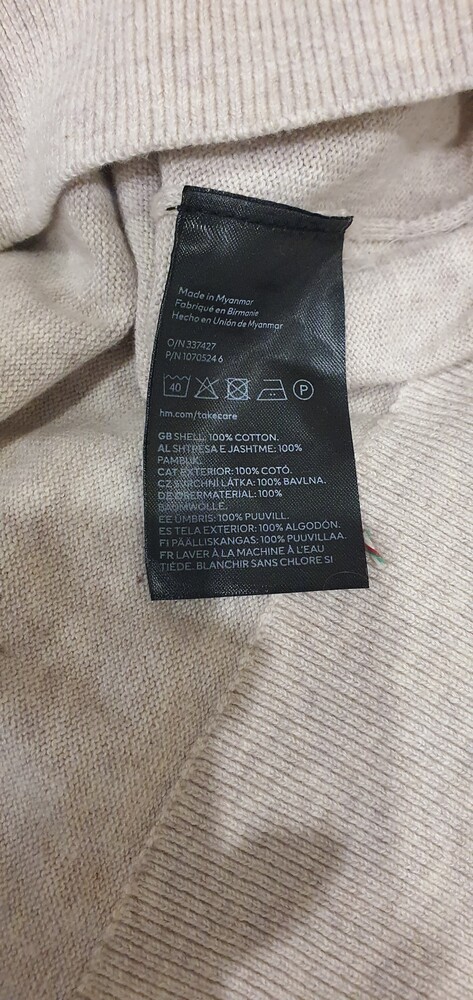 Made in Myanmar
Fabriqué en Birmanie
Hecho en Unión de Myanmar
O/N 337427
P/N 1070524 6
40 P
hm.com/takecare
GB SHELL: 100% COTTON.
AL SHTRESA E JASHTME: 100%
PAMBUK.
CAT EXTERIOR: 100% COTÓ.
CZ SVRCHNÍ LÁTKA: 100% BAVLNA.
DE OBERMATERIAL: 100%
BAUMWOLLE.
EE ÜMBRIS: 100% PUUVILL.
ES TELA EXTERIOR: 100% ALGODÓN.
FI PÄÄLLISKANGAS: 100% PUUVILLAA.
FR LAVER À LA MACHINE À L'EAU
TIÈDE. BLANCHIR SANS CHLORE SI